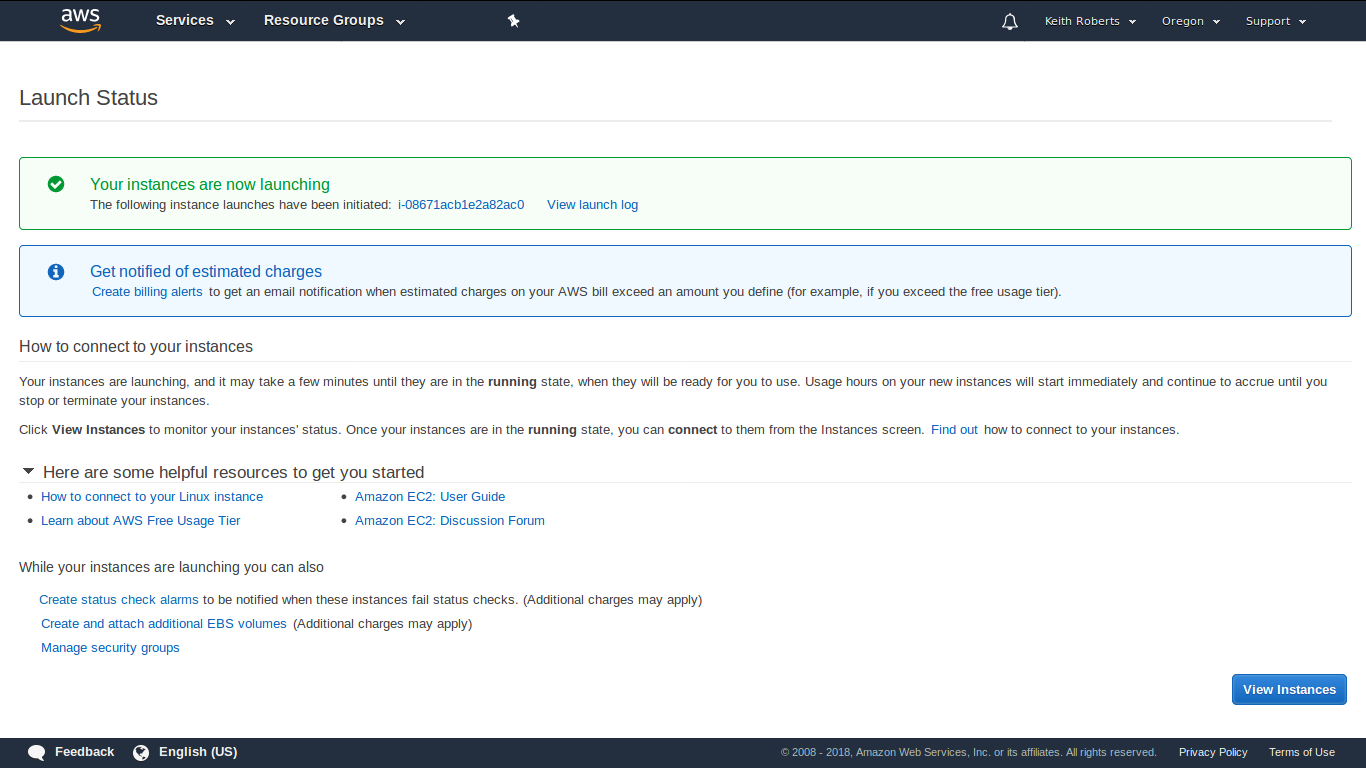 aws Services Resource Groups Keith Roberts Oregon Support
Launch Status
Your instances are now launching
The following instance launches have been initiated: i-08671acb1e2a82ac0 View launch log
Get notified of estimated charges
Create billing alerts to get an email notification when estimated charges on your AWS bill exceed an amount you define (for example, if you exceed the free usage tier).
How to connect to your instances
Your instances are launching, and it may take a few minutes until they are in the running state, when they will be ready for you to use. Usage hours on your new instances will start immediately and continue to accrue until you
stop or terminate your instances.
Click View Instances to monitor your instances' status. Once your instances are in the running state, you can connect to them from the Instances screen. Find out how to connect to your instances.
Here are some helpful resources to get you started
• How to connect to your Linux instance • Amazon EC2: User Guide
• Learn about AWS Free Usage Tier • Amazon EC2: Discussion Forum
While your instances are launching you can also
Create status check alarms to be notified when these instances fail status checks. (Additional charges may apply)
Create and attach additional EBS volumes (Additional charges may apply)
Manage security groups
View Instances
Feedback English (US) © 2008 - 2018, Amazon Web Services, Inc. or its affiliates. All rights reserved. Privacy Policy Terms of Use